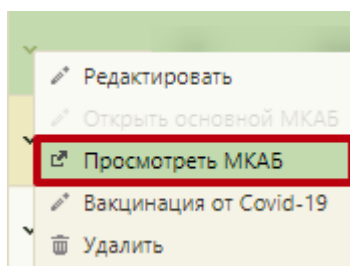 Редактировать
Открыть основной МКАБ
Просмотреть МКАБ
Вакцинация от Covid-19
Удалить